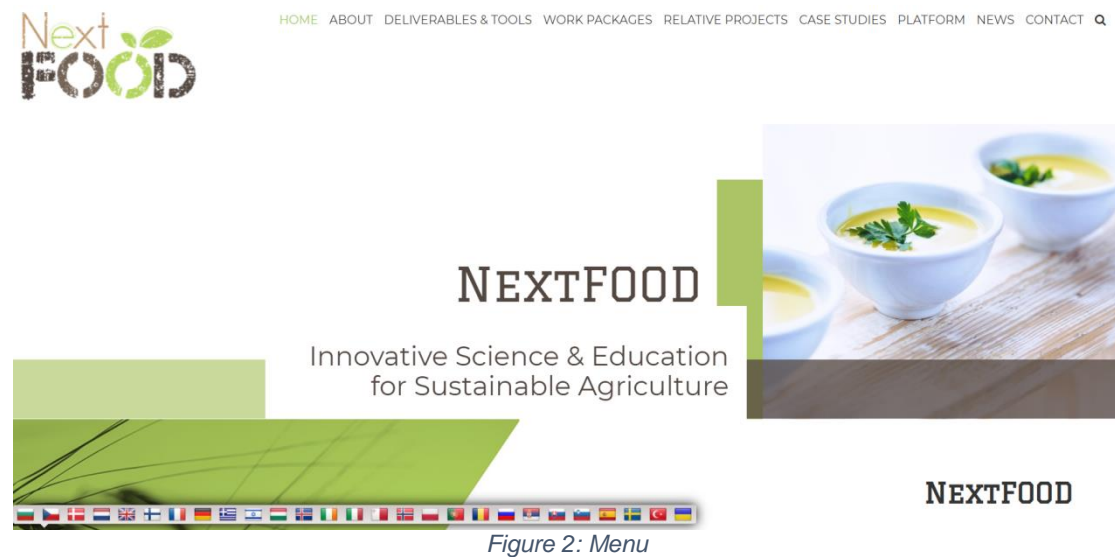 Next
FOOD
HOME ABOUT DELIVERABLES & TOOLS WORK PACKAGES RELATIVE PROJECTS CASE STUDIES PLATFORM NEWS CONTACT
NEXTFOOD
Innovative Science & Education
for Sustainable Agriculture
NEXTFOOD
Figure 2: Menu